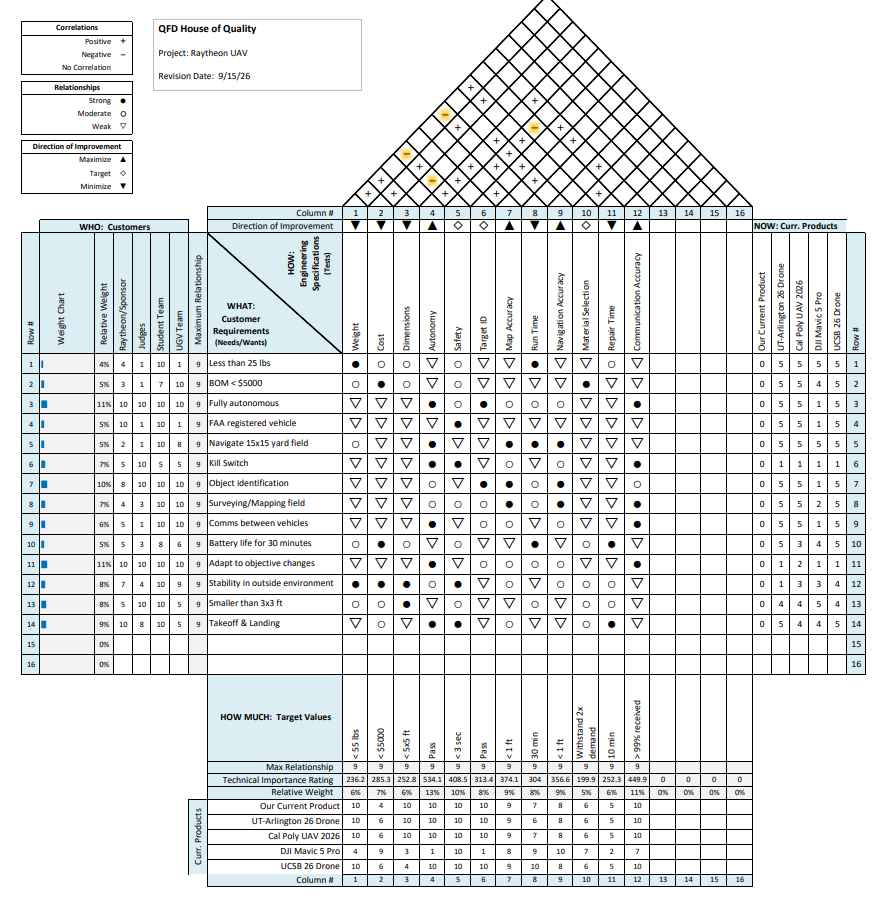 QFD House of Quality
Project: Raytheon UAV
Revision Date: 9/15/26
Correlations
Positive +
Negative −
No Correlation
Relationships
Strong ●
Moderate ○
Weak ▽
Direction of Improvement
Maximize ▲
Target ◇
Minimize ▼
Column # 1 2 3 4 5 6 7 8 9 10 11 12 13 14 15 16
WHO: Customers
Direction of Improvement ▼ ▼ ▼ ▲ ◇ ◇ ▲ ▼ ▲ ◇ ▼ ▲
NOW: Curr. Products
Row #
Weight Chart
Relative Weight
Raytheon/Sponsor
Judges
Student Team
UGV Team
Maximum Relationship
HOW:
Engineering
Specifications
(Tests)
WHAT:
Customer
Requirements
(Needs/Wants)
Weight
Cost
Dimensions
Autonomy
Safety
Target ID
Map Accuracy
Run Time
Navigation Accuracy
Material Selection
Repair Time
Communication Accuracy
Our Current Product
UT-Arlington 26 Drone
Cal Poly UAV 2026
DJI Mavic 5 Pro
UCSB 26 Drone
Row #
1 4% 4 1 10 1 9 Less than 25 lbs 0 5 5 5 5 1
2 5% 3 1 7 10 9 BOM < $5000 0 5 5 4 5 2
3 11% 10 10 10 10 9 Fully autonomous 0 5 5 1 5 3
4 5% 10 1 10 1 9 FAA registered vehicle 0 5 5 1 5 4
5 5% 2 1 10 8 9 Navigate 15x15 yard field 0 5 5 5 5 5
6 7% 5 10 5 5 9 Kill Switch 0 1 1 1 1 6
7 10% 8 10 10 10 9 Object identification 0 5 5 1 5 7
8 7% 4 3 10 10 9 Surveying/Mapping field 0 5 5 2 5 8
9 6% 5 1 10 10 9 Comms between vehicles 0 5 5 1 5 9
10 5% 5 3 8 6 9 Battery life for 30 minutes 0 5 3 4 5 10
11 11% 10 10 10 10 9 Adapt to objective changes 0 1 2 1 1 11
12 8% 7 4 10 9 9 Stability in outside environment 0 1 3 3 4 12
13 8% 5 10 10 5 9 Smaller than 3x3 ft 0 4 4 5 4 13
14 9% 10 8 10 5 9 Takeoff & Landing 0 5 4 4 5 14
15 0% 15
16 0% 16
HOW MUCH: Target Values
< 55 lbs
< $5000
< 5x5 ft
Pass
< 3 sec
Pass
< 1 ft
30 min
< 1 ft
Withstand 2x
demand
10 min
> 99% received
Max Relationship 9 9 9 9 9 9 9 9 9 9 9 9
Technical Importance Rating 236.2 285.3 252.8 534.1 408.5 313.4 374.1 304 356.6 199.9 252.3 449.9 0 0 0 0
Relative Weight 6% 7% 6% 13% 10% 8% 9% 8% 9% 5% 6% 11% 0% 0% 0% 0%
Curr. Products
Our Current Product 10 4 10 10 10 10 9 7 8 6 5 10
UT-Arlington 26 Drone 10 6 10 10 10 10 9 6 8 6 5 10
Cal Poly UAV 2026 10 6 10 10 10 10 9 7 8 6 5 10
DJI Mavic 5 Pro 4 9 3 1 10 1 8 9 10 7 2 7
UCSB 26 Drone 10 6 4 10 10 10 9 10 8 6 5 10
Column # 1 2 3 4 5 6 7 8 9 10 11 12 13 14 15 16